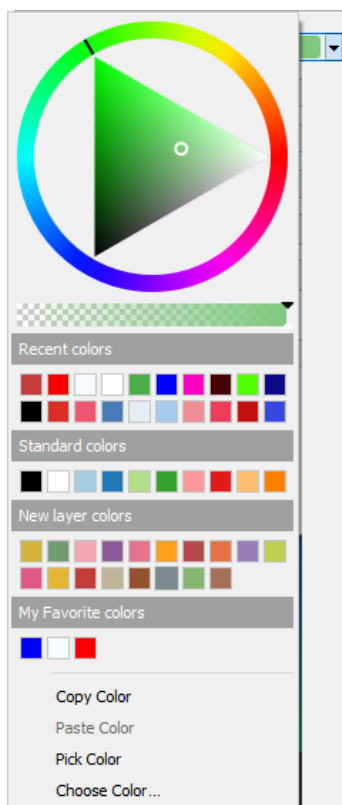 Recent colors
Standard colors
New layer colors
My Favorite colors
Copy Color
Paste Color
Pick Color
Choose Color...